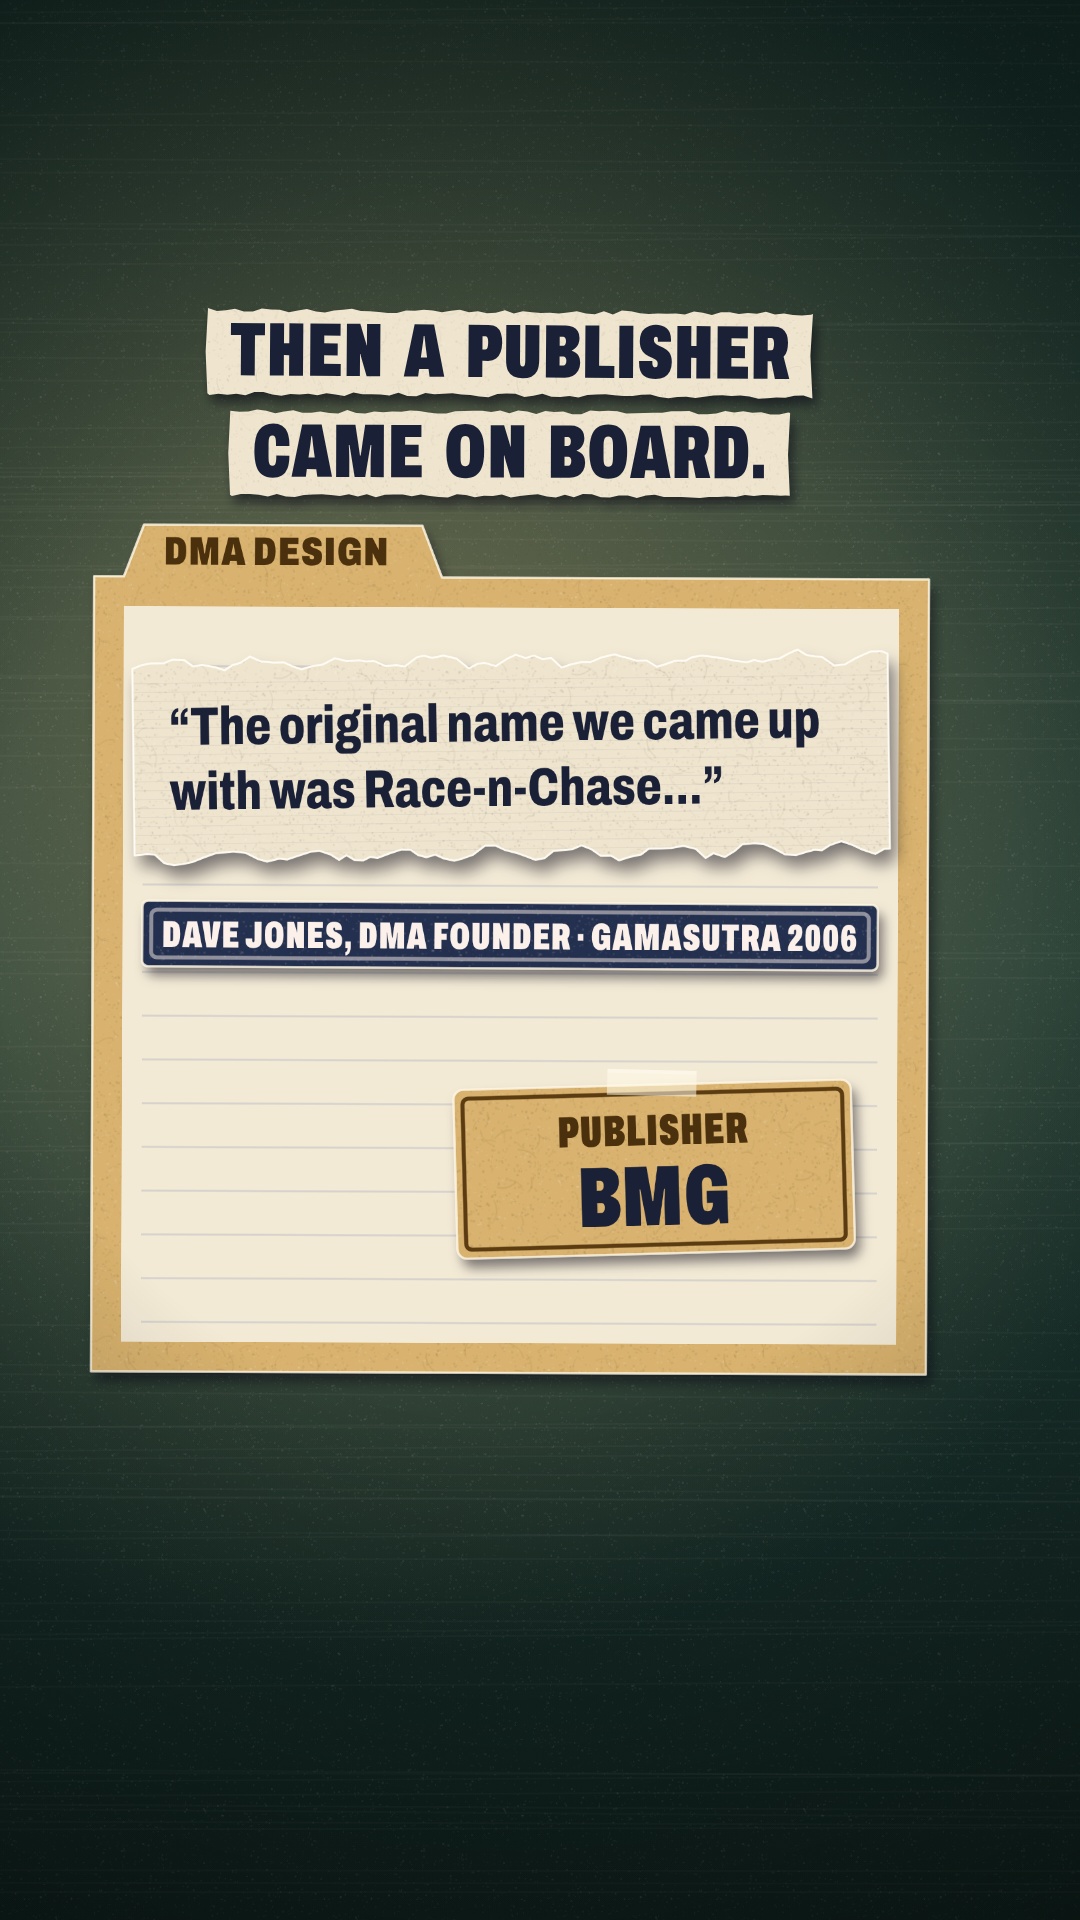 THEN A PUBLISHER
CAME ON BOARD.
DMA DESIGN
“The original name we came up
with was Race-n-Chase...”
DAVE JONES, DMA FOUNDER · GAMASUTRA 2006
PUBLISHER
BMG